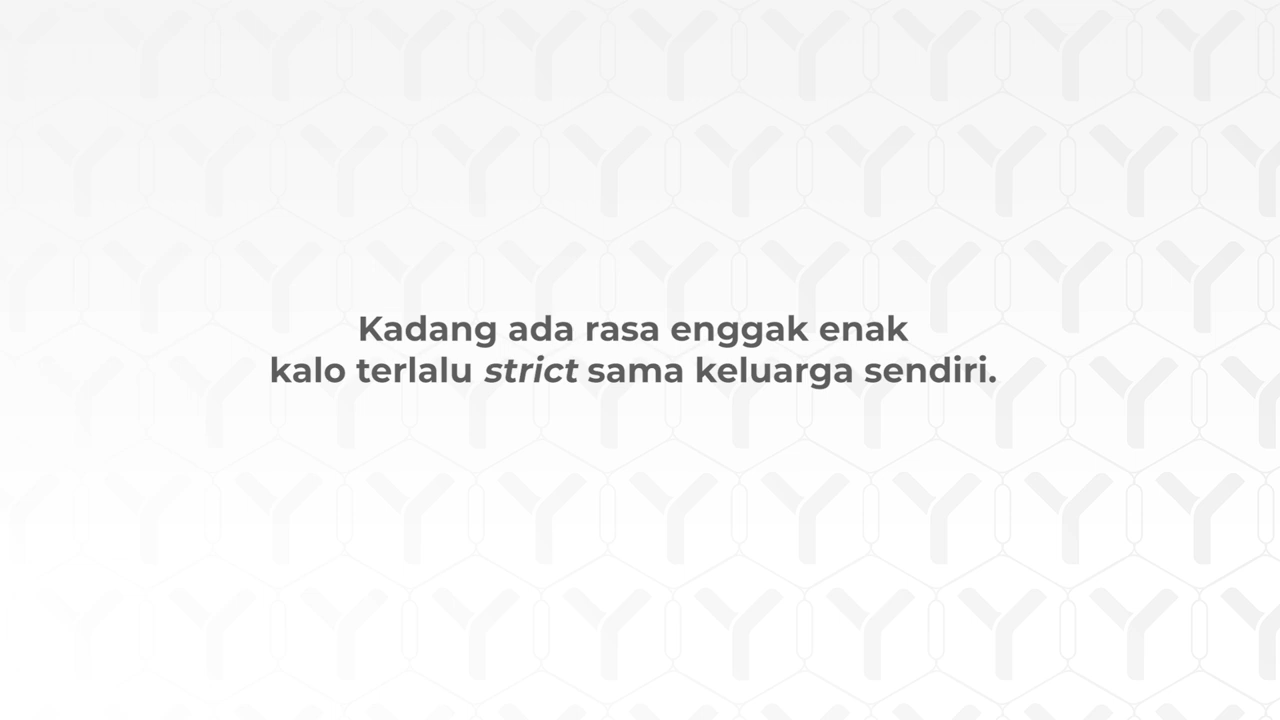 Kadang ada rasa enggak enak
kalo terlalu strict sama keluarga sendiri.